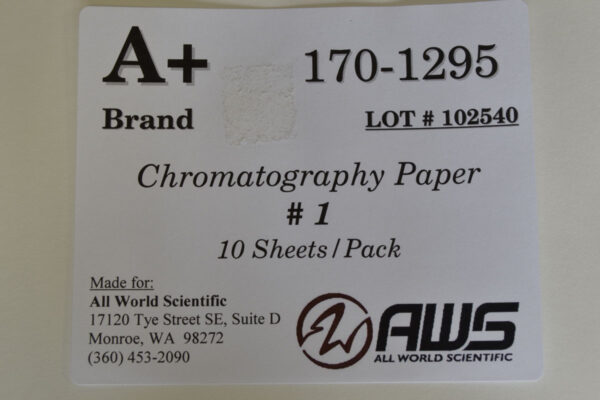 A+ 170-1295
Brand LOT # 102540
Chromatography Paper
# 1
10 Sheets/Pack
Made for:
All World Scientific
17120 Tye Street SE, Suite D
Monroe, WA 98272
(360) 453-2090
AWS
ALL WORLD SCIENTIFIC